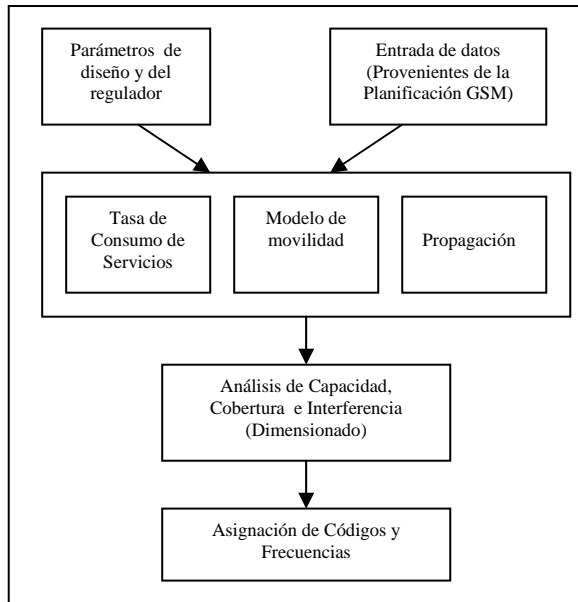 Parámetros de
diseño y del
regulador
Entrada de datos
(Provenientes de la
Planificación GSM)
Tasa de
Consumo de
Servicios
Modelo de
movilidad
Propagación
Análisis de Capacidad,
Cobertura e Interferencia
(Dimensionado)
Asignación de Códigos y
Frecuencias